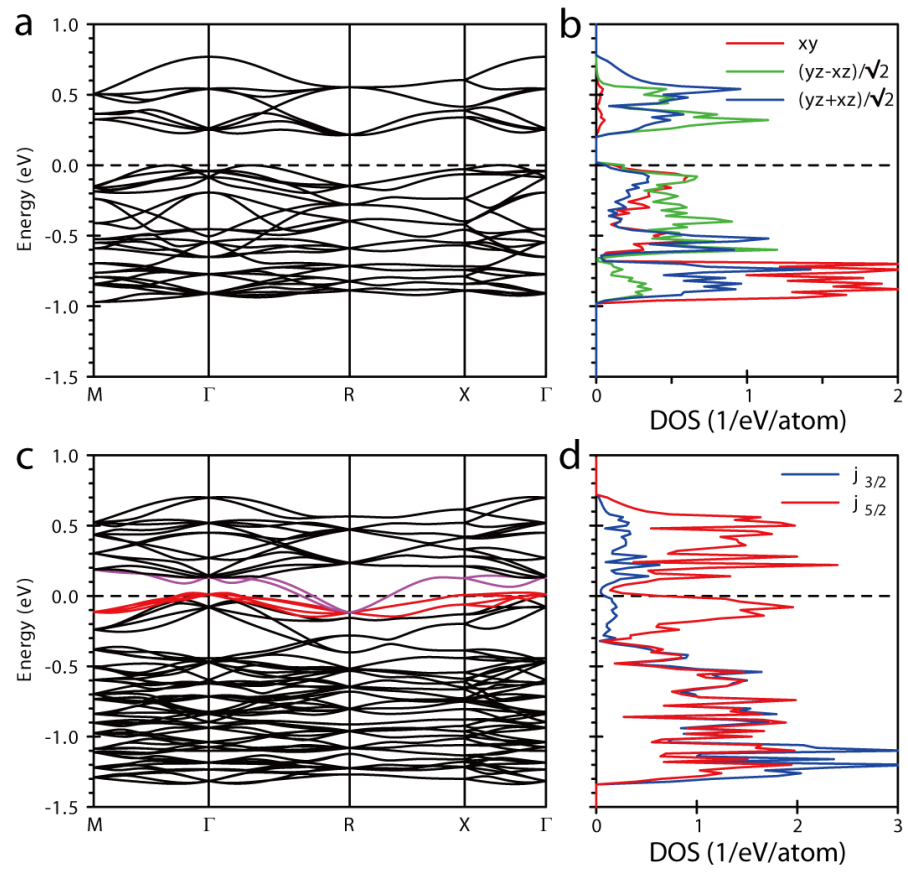 a
b
1.0
0.5
0.0
-0.5
-1.0
-1.5
Energy (eV)
M Γ R X Γ
xy
(yz-xz)/√2
(yz+xz)/√2
0 1 2
DOS (1/eV/atom)
c
d
1.0
0.5
0.0
-0.5
-1.0
-1.5
Energy (eV)
M Γ R X Γ
j 3/2
j 5/2
0 1 2 3
DOS (1/eV/atom)